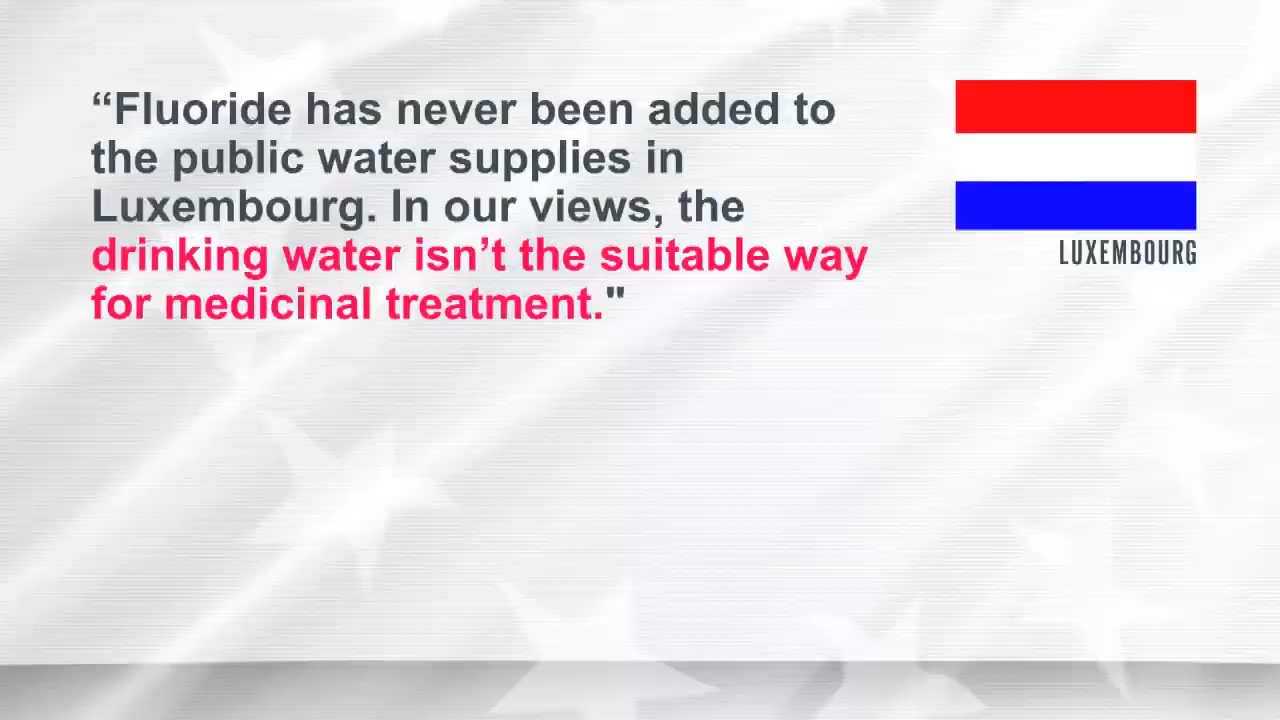 “Fluoride has never been added to
the public water supplies in
Luxembourg. In our views, the
drinking water isn’t the suitable way
for medicinal treatment."
LUXEMBOURG